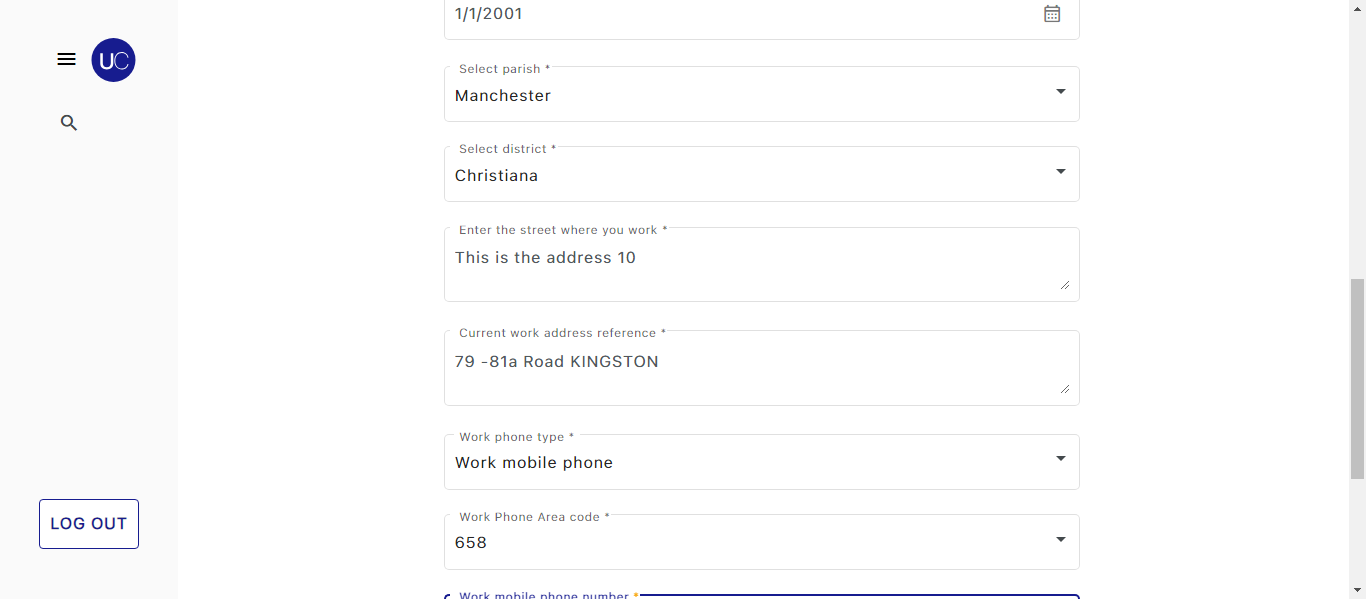 1/1/2001
UC
Select parish *
Manchester
Select district *
Christiana
Enter the street where you work *
This is the address 10
Current work address reference *
79 -81a Road KINGSTON
Work phone type *
Work mobile phone
LOG OUT
Work Phone Area code *
658
Work mobile phone number *